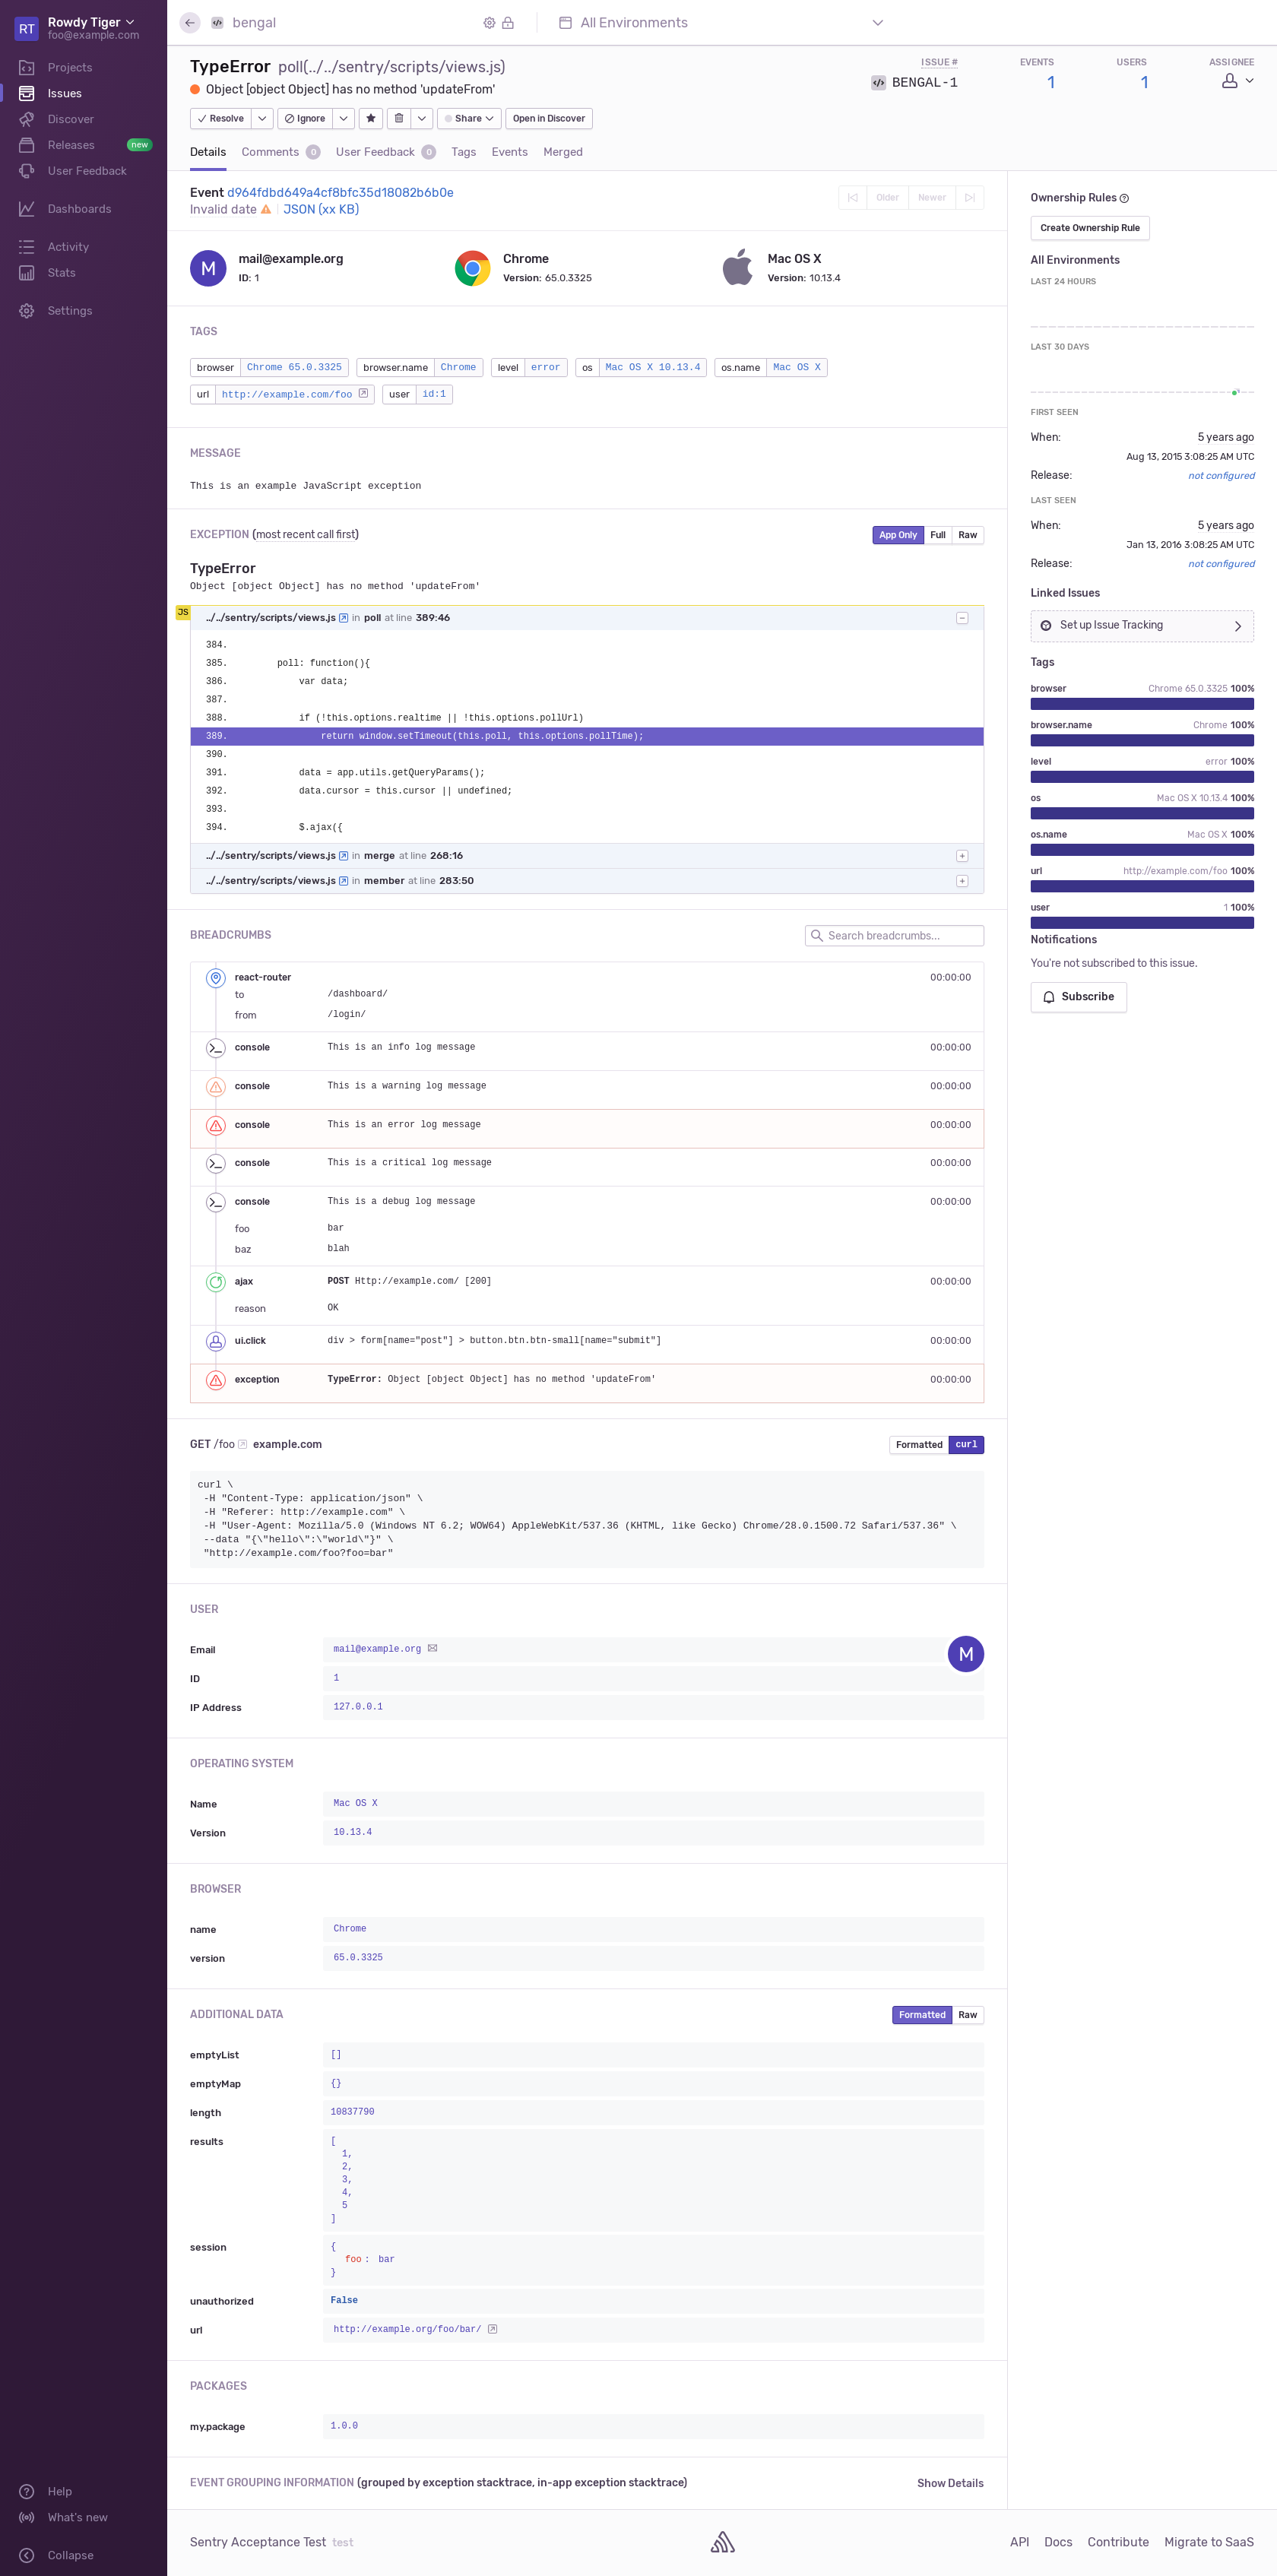 RT Rowdy Tiger
foo@example.com
Projects
Issues
Discover
Releases new
User Feedback
Dashboards
Activity
Stats
Settings
bengal
All Environments
TypeError poll(../../sentry/scripts/views.js)
Object [object Object] has no method 'updateFrom'
ISSUE # EVENTS USERS ASSIGNEE
BENGAL-1 1 1
Resolve Ignore Share Open in Discover
Details Comments 0 User Feedback 0 Tags Events Merged
Event d964fdbd649a4cf8bfc35d18082b6b0e
Invalid date JSON (xx KB)
Older Newer
M mail@example.org
ID: 1
Chrome
Version: 65.0.3325
Mac OS X
Version: 10.13.4
TAGS
browser Chrome 65.0.3325 browser.name Chrome level error os Mac OS X 10.13.4 os.name Mac OS X
url http://example.com/foo user id:1
MESSAGE
This is an example JavaScript exception
EXCEPTION (most recent call first) App Only Full Raw
TypeError
Object [object Object] has no method 'updateFrom'
JS ../../sentry/scripts/views.js in poll at line 389:46
384.
385. poll: function(){
386. var data;
387.
388. if (!this.options.realtime || !this.options.pollUrl)
389. return window.setTimeout(this.poll, this.options.pollTime);
390.
391. data = app.utils.getQueryParams();
392. data.cursor = this.cursor || undefined;
393.
394. $.ajax({
../../sentry/scripts/views.js in merge at line 268:16
../../sentry/scripts/views.js in member at line 283:50
BREADCRUMBS Search breadcrumbs...
react-router 00:00:00
to /dashboard/
from /login/
console This is an info log message 00:00:00
console This is a warning log message 00:00:00
console This is an error log message 00:00:00
console This is a critical log message 00:00:00
console This is a debug log message 00:00:00
foo bar
baz blah
ajax POST Http://example.com/ [200] 00:00:00
reason OK
ui.click div > form[name="post"] > button.btn.btn-small[name="submit"] 00:00:00
exception TypeError: Object [object Object] has no method 'updateFrom' 00:00:00
GET /foo example.com Formatted curl
curl \
-H "Content-Type: application/json" \
-H "Referer: http://example.com" \
-H "User-Agent: Mozilla/5.0 (Windows NT 6.2; WOW64) AppleWebKit/537.36 (KHTML, like Gecko) Chrome/28.0.1500.72 Safari/537.36" \
--data "{\"hello\":\"world\"}" \
"http://example.com/foo?foo=bar"
USER
Email mail@example.org M
ID 1
IP Address 127.0.0.1
OPERATING SYSTEM
Name Mac OS X
Version 10.13.4
BROWSER
name Chrome
version 65.0.3325
ADDITIONAL DATA Formatted Raw
emptyList []
emptyMap {}
length 10837790
results [
1,
2,
3,
4,
5
]
session {
foo: bar
}
unauthorized False
url http://example.org/foo/bar/
PACKAGES
my.package 1.0.0
EVENT GROUPING INFORMATION (grouped by exception stacktrace, in-app exception stacktrace) Show Details
Ownership Rules
Create Ownership Rule
All Environments
LAST 24 HOURS
LAST 30 DAYS
FIRST SEEN
When: 5 years ago
Aug 13, 2015 3:08:25 AM UTC
Release: not configured
LAST SEEN
When: 5 years ago
Jan 13, 2016 3:08:25 AM UTC
Release: not configured
Linked Issues
Set up Issue Tracking
Tags
browser Chrome 65.0.3325 100%
browser.name Chrome 100%
level error 100%
os Mac OS X 10.13.4 100%
os.name Mac OS X 100%
url http://example.com/foo 100%
user 1 100%
Notifications
You're not subscribed to this issue.
Subscribe
Help
What's new
Collapse
Sentry Acceptance Test test
API Docs Contribute Migrate to SaaS